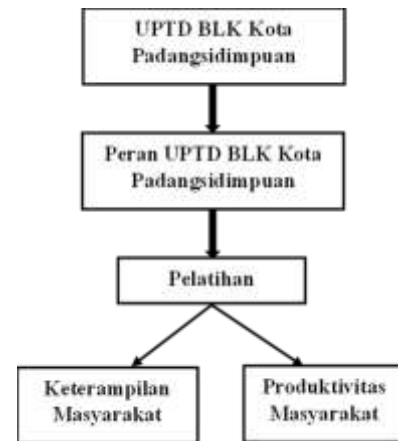 UPTD BLK Kota
Padangsidimpuan
Peran UPTD BLK Kota
Padangsidimpuan
Pelatihan
Keterampilan
Masyarakat
Produktivitas
Masyarakat